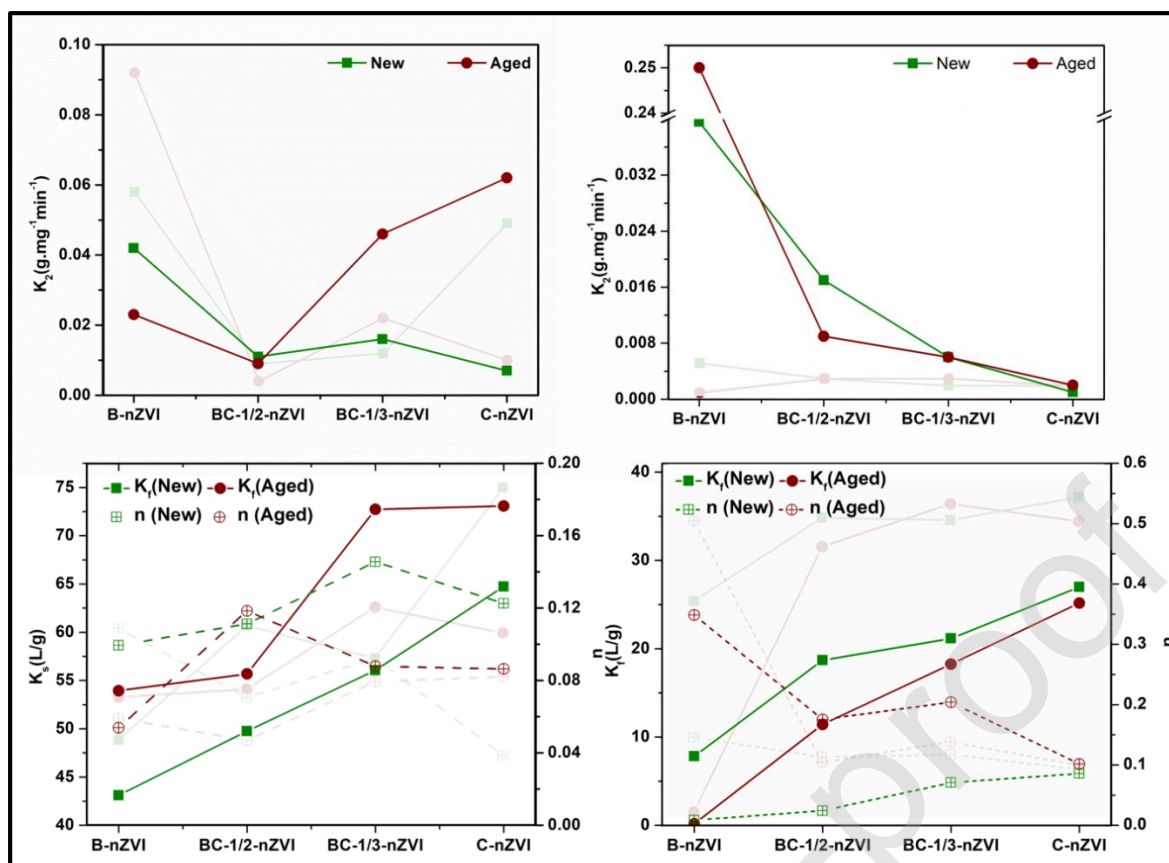 New Aged
0.10
0.08
0.06
0.04
0.02
0.00
K2(g.mg-1min-1)
B-nZVI BC-1/2-nZVI BC-1/3-nZVI C-nZVI
New Aged
0.25
0.24
0.032
0.024
0.016
0.008
0.000
K2(g.mg-1min-1)
B-nZVI BC-1/2-nZVI BC-1/3-nZVI C-nZVI
Kf(New) Kf(Aged)
n (New) n (Aged)
75
70
65
60
55
50
45
40
Ks(L/g)
0.20
0.16
0.12
0.08
0.04
0.00
n
B-nZVI BC-1/2-nZVI BC-1/3-nZVI C-nZVI
Kf(New) Kf(Aged)
n (New) n (Aged)
40
30
20
10
0
Kf(L/g)
0.6
0.5
0.4
0.3
0.2
0.1
0.0
n
B-nZVI BC-1/2-nZVI BC-1/3-nZVI C-nZVI
proof